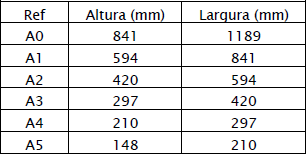 Ref Altura (mm) Largura (mm)
A0 841 1189
A1 594 841
A2 420 594
A3 297 420
A4 210 297
A5 148 210